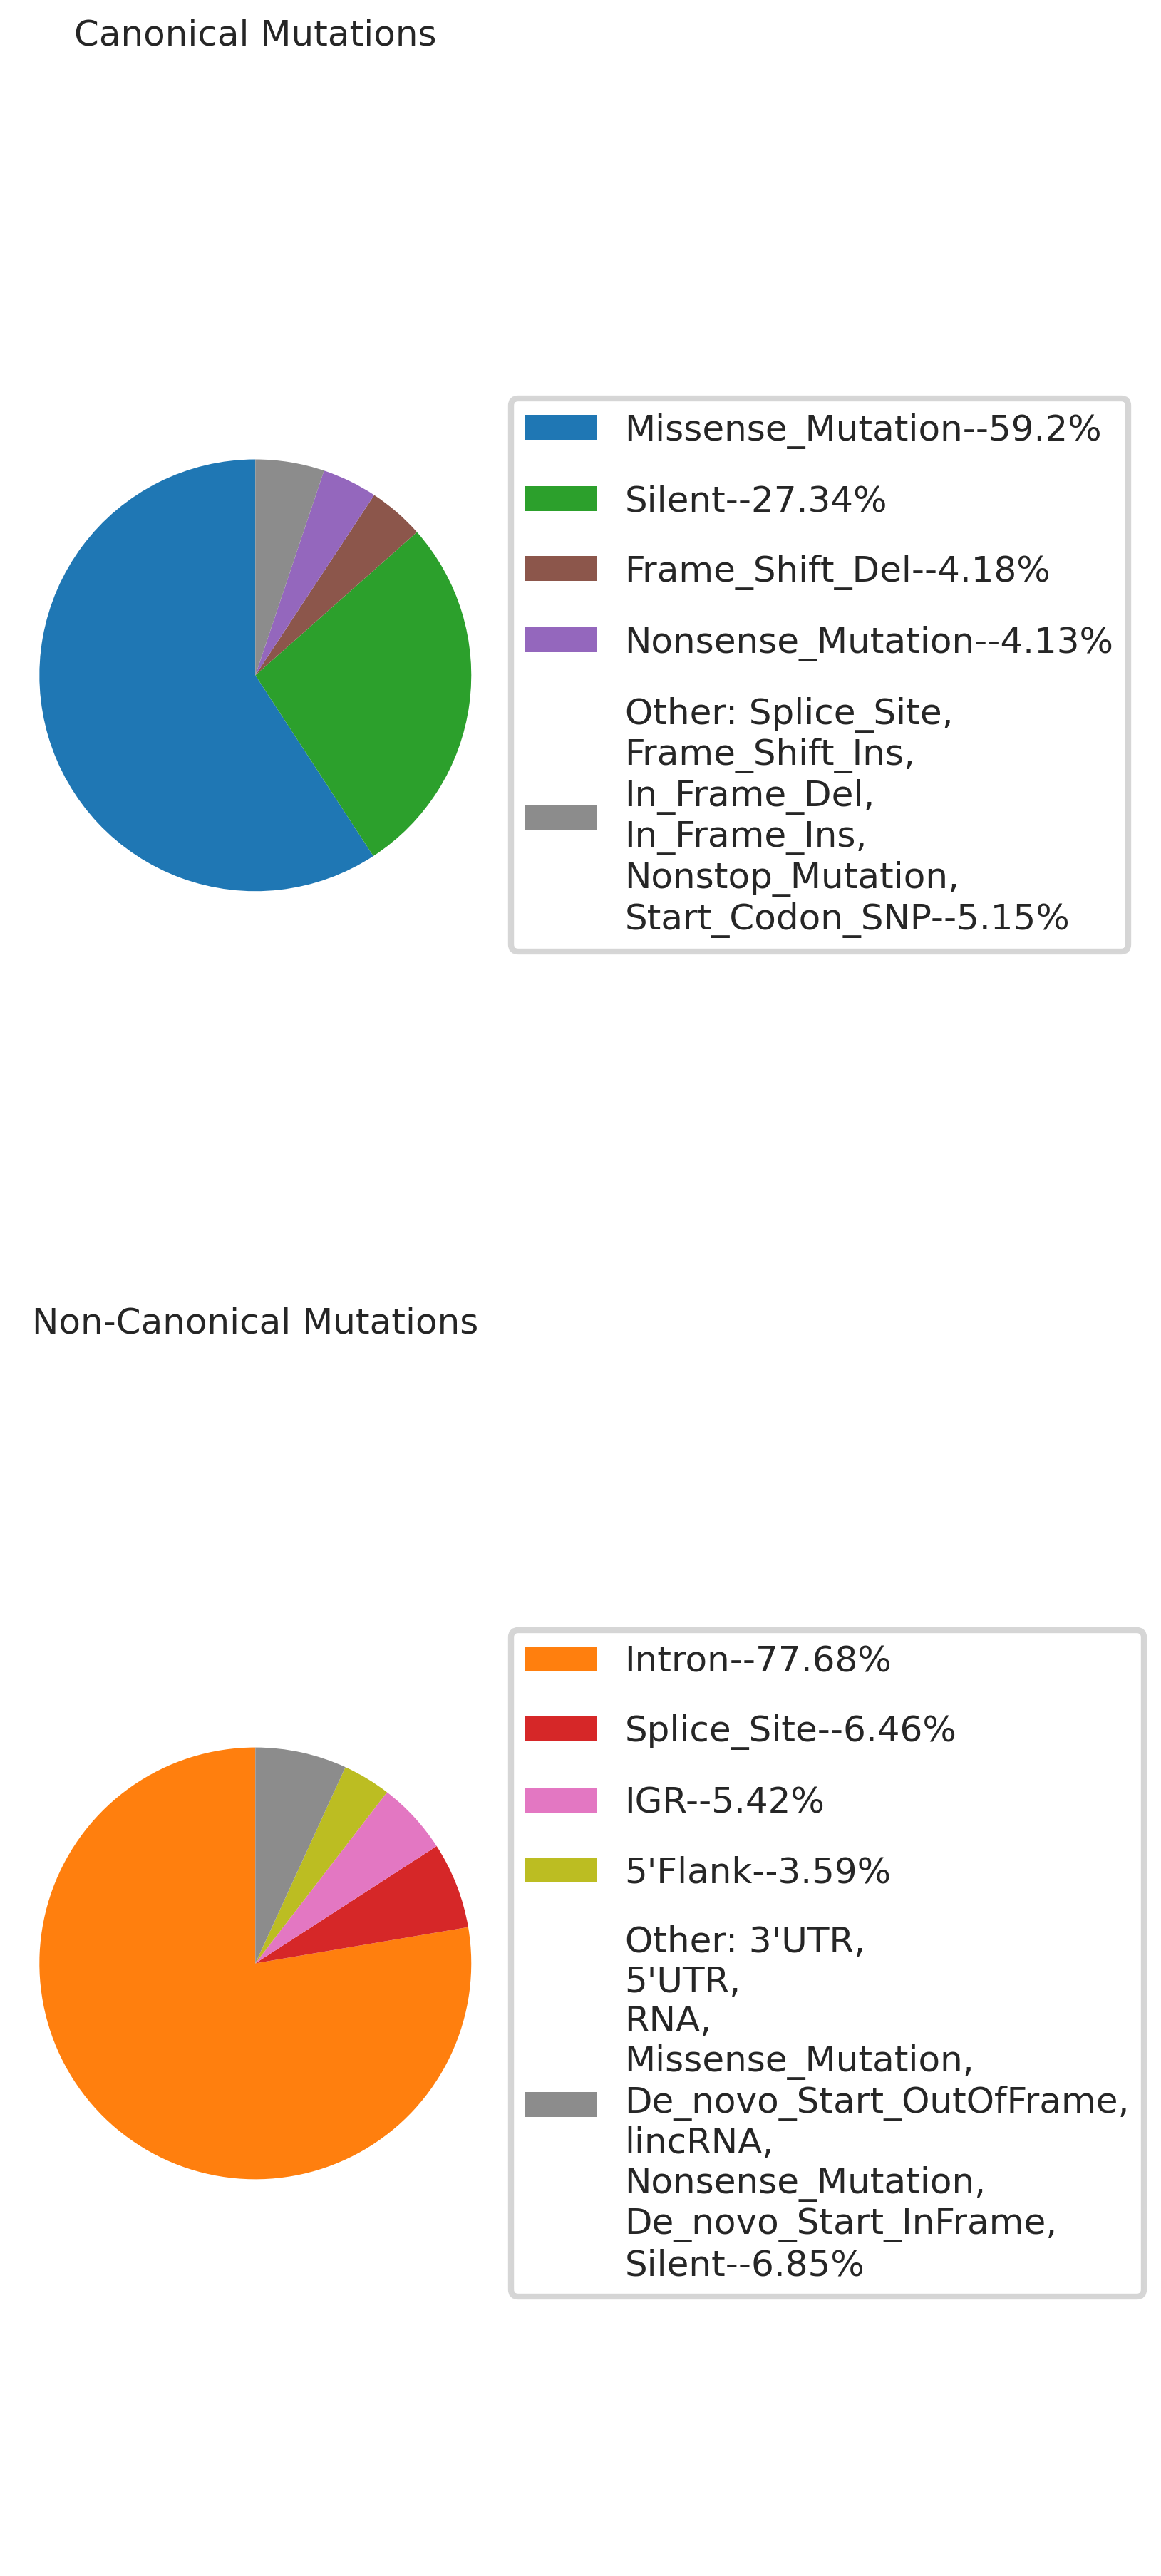 Canonical Mutations
Missense_Mutation--59.2%
Silent--27.34%
Frame_Shift_Del--4.18%
Nonsense_Mutation--4.13%
Other: Splice_Site,
Frame_Shift_Ins,
In_Frame_Del,
In_Frame_Ins,
Nonstop_Mutation,
Start_Codon_SNP--5.15%
Non-Canonical Mutations
Intron--77.68%
Splice_Site--6.46%
IGR--5.42%
5'Flank--3.59%
Other: 3'UTR,
5'UTR,
RNA,
Missense_Mutation,
De_novo_Start_OutOfFrame,
lincRNA,
Nonsense_Mutation,
De_novo_Start_InFrame,
Silent--6.85%